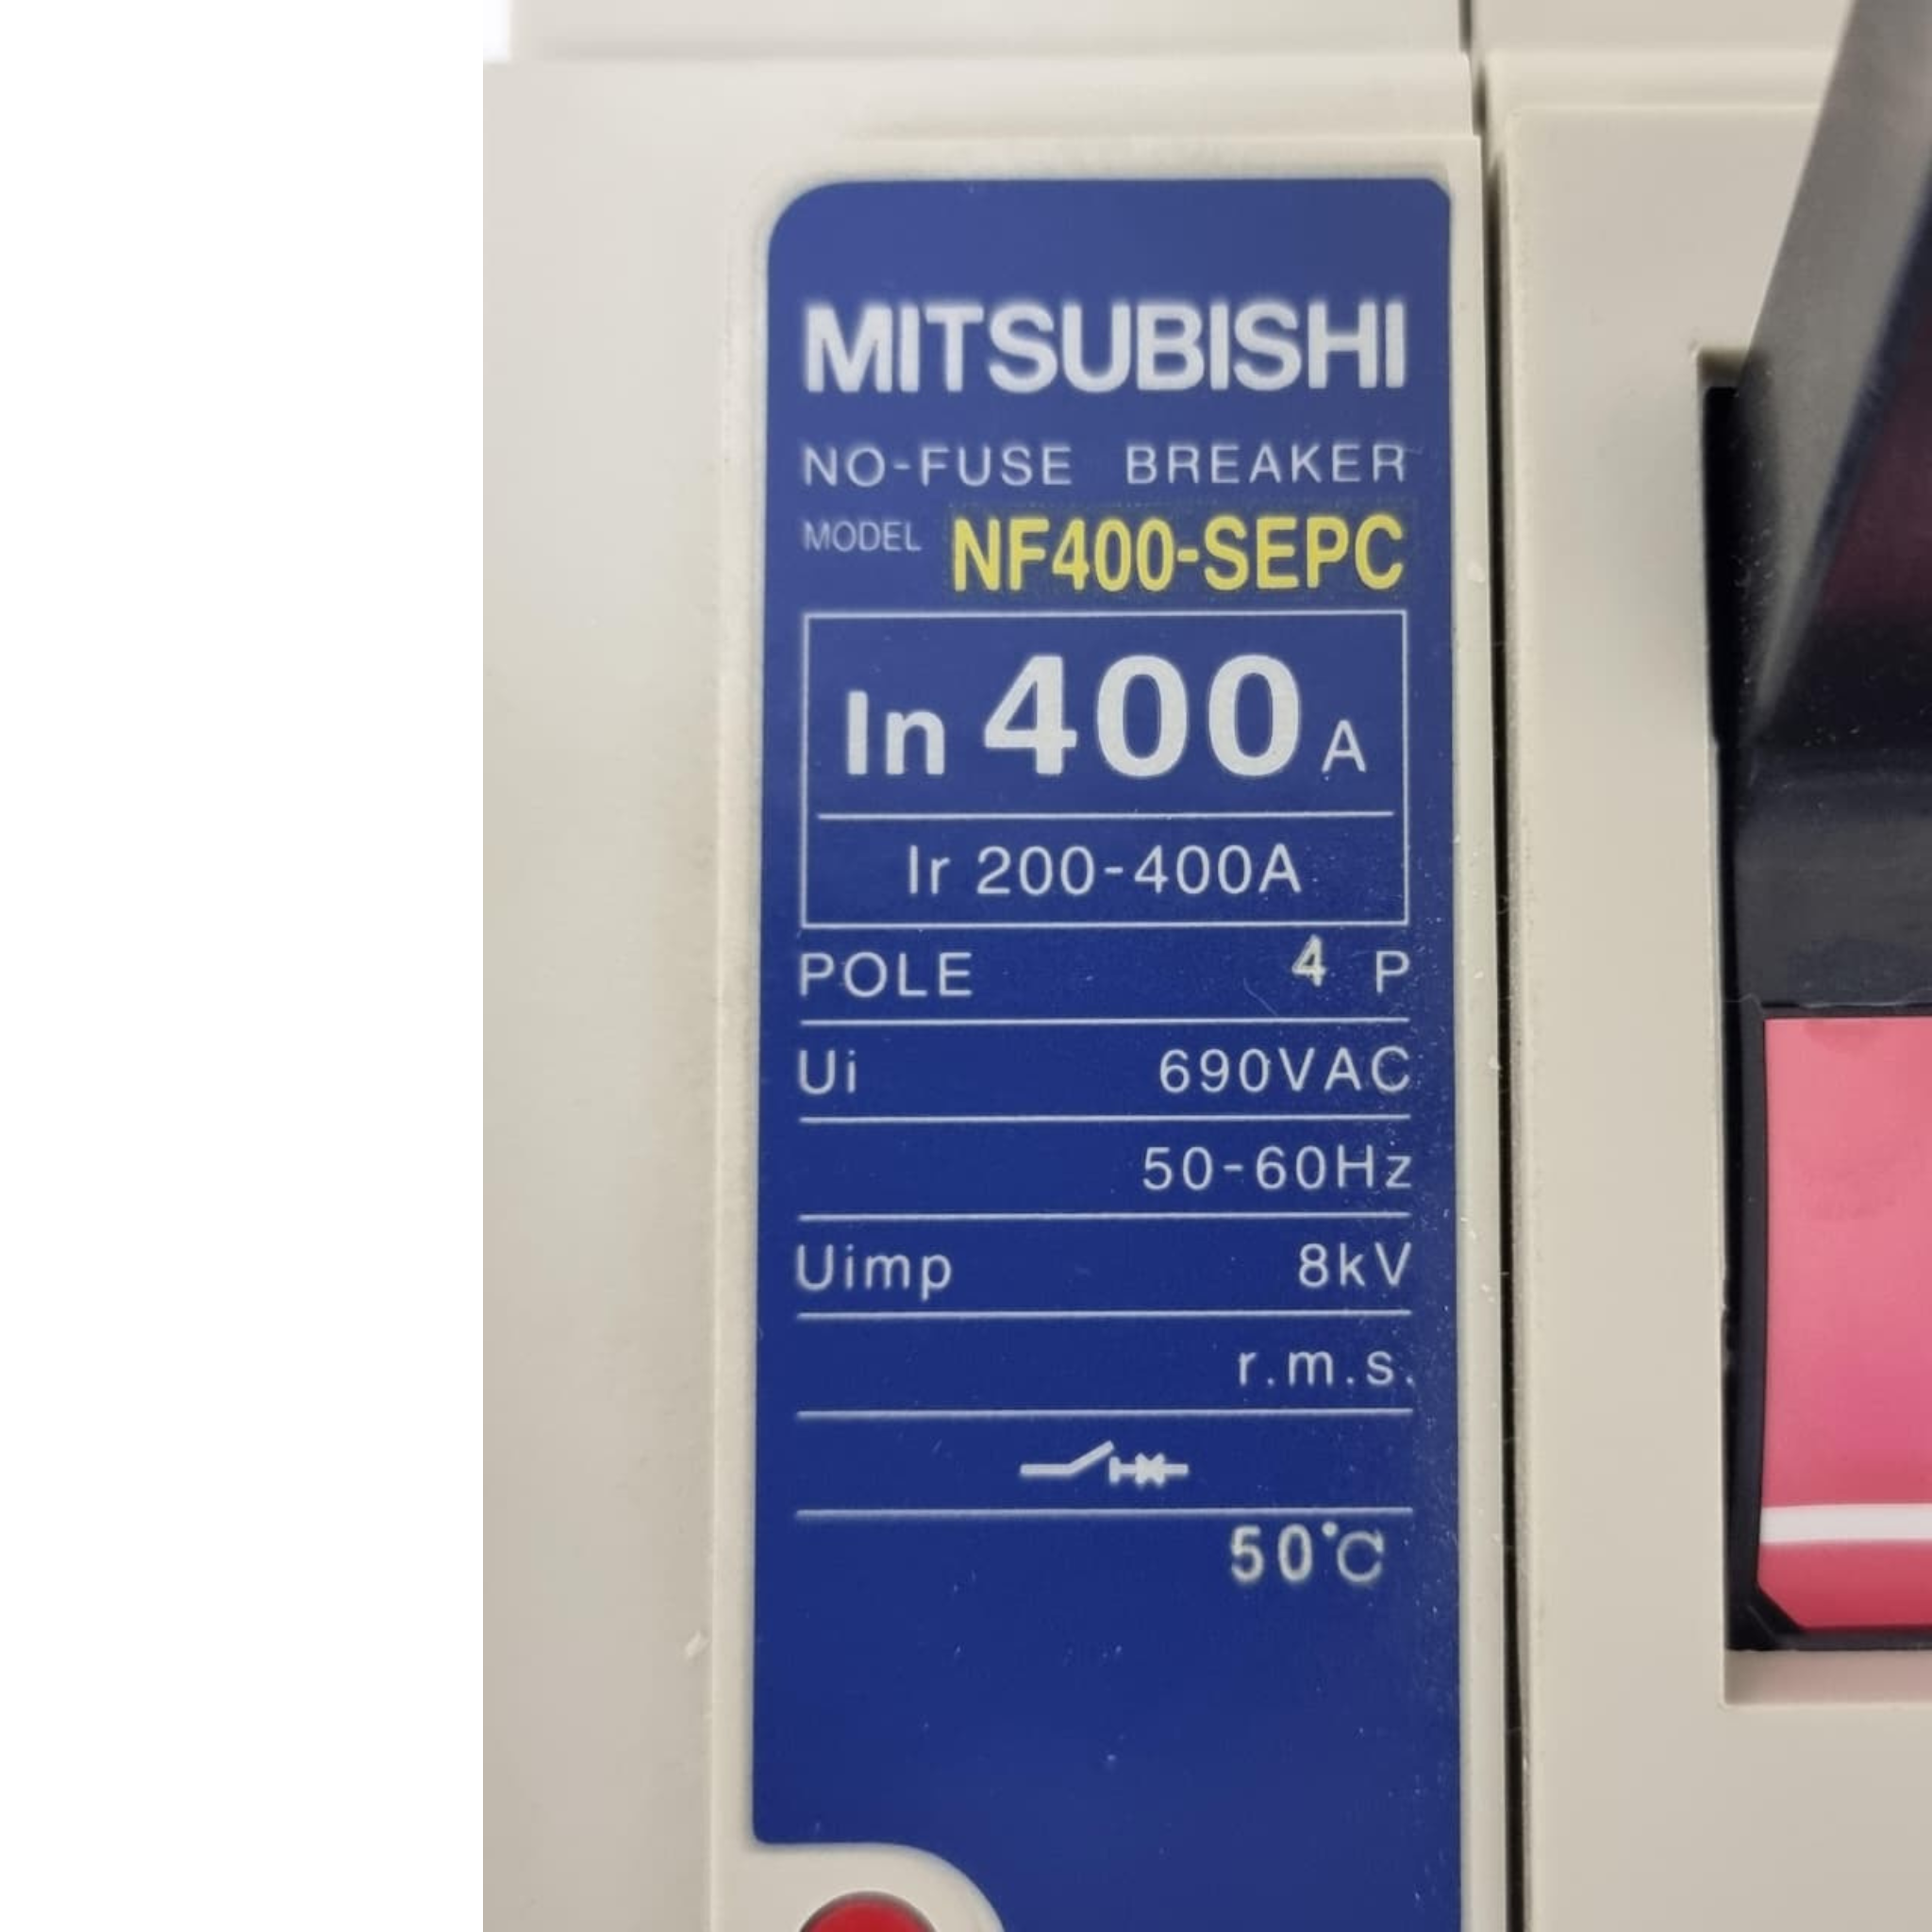 MITSUBISHI
NO-FUSE BREAKER
MODEL NF400-SEPC
In 400 A
Ir 200-400A
POLE 4 P
Ui 690VAC
50-60Hz
Uimp 8kV
r.m.s.
50°C